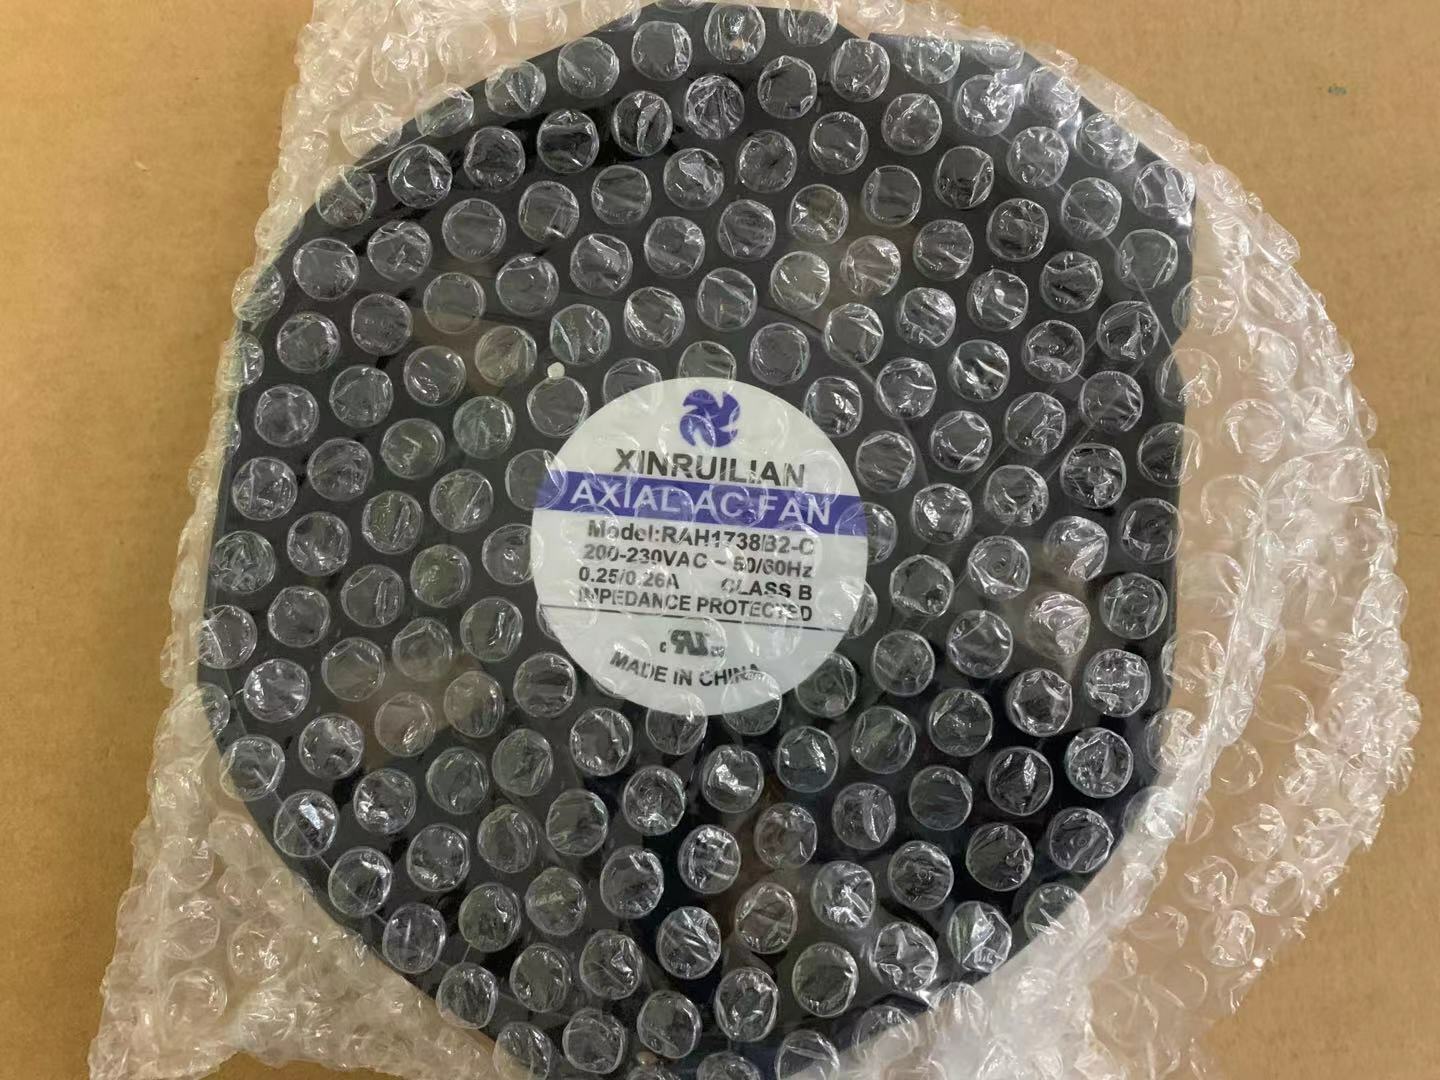 XINRUILIAN
AXIAL AC FAN
Model:RAH1738B2-C
200-230VAC ~ 50/60Hz
0.25/0.26A CLASS B
IMPEDANCE PROTECTED
MADE IN CHINA